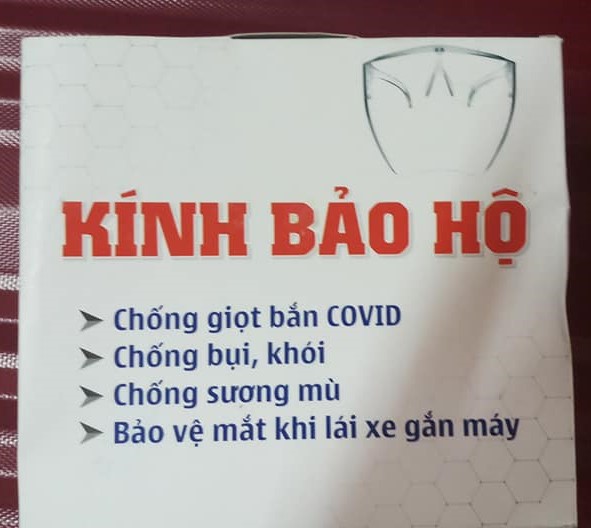 KÍNH BẢO HỘ
Chống giọt bắn COVID
Chống bụi, khói
Chống sương mù
Bảo vệ mắt khi lái xe gắn máy